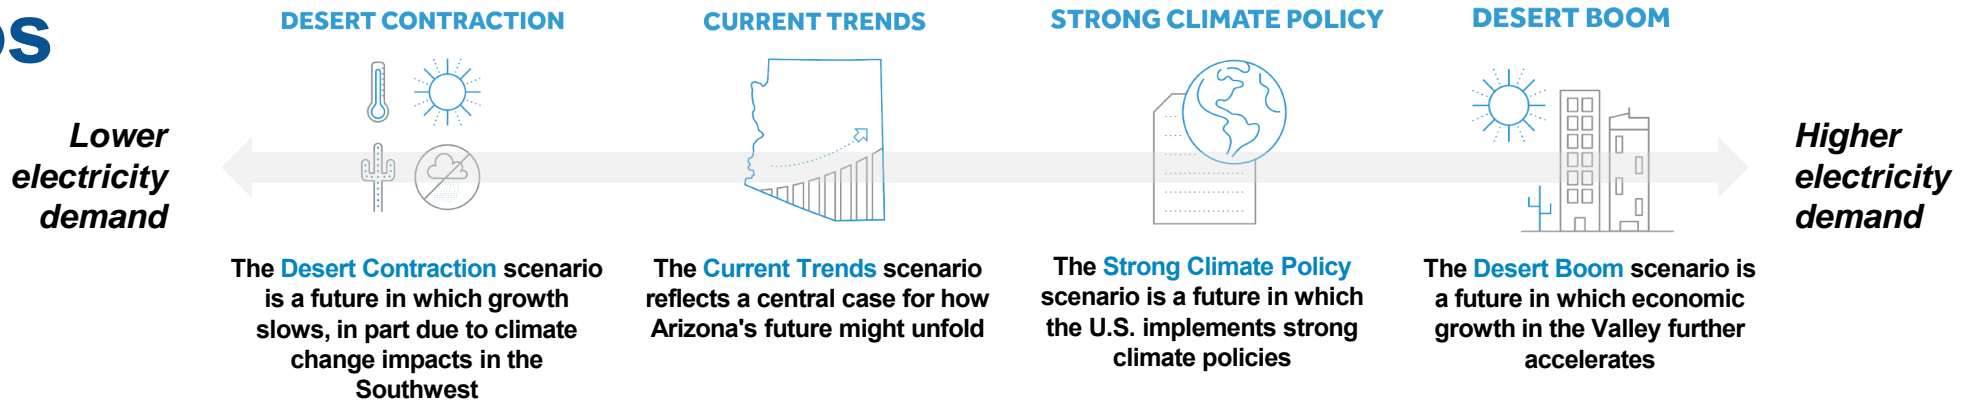 os
DESERT CONTRACTION
CURRENT TRENDS
STRONG CLIMATE POLICY
DESERT BOOM
Lower
electricity
demand
Higher
electricity
demand
The Desert Contraction scenario
is a future in which growth
slows, in part due to climate
change impacts in the
Southwest
The Current Trends scenario
reflects a central case for how
Arizona's future might unfold
The Strong Climate Policy
scenario is a future in which
the U.S. implements strong
climate policies
The Desert Boom scenario is
a future in which economic
growth in the Valley further
accelerates